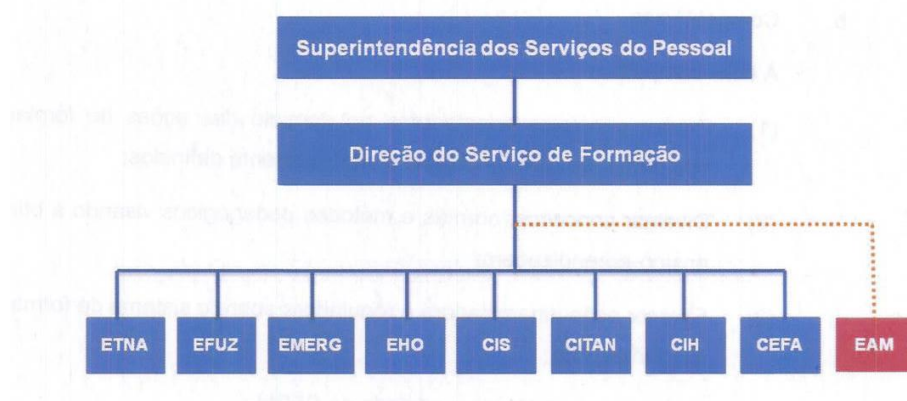 Superintendência dos Serviços do Pessoal
Direção do Serviço de Formação
ETNA EFUZ EMERG EHO CIS CITAN CIH CEFA EAM